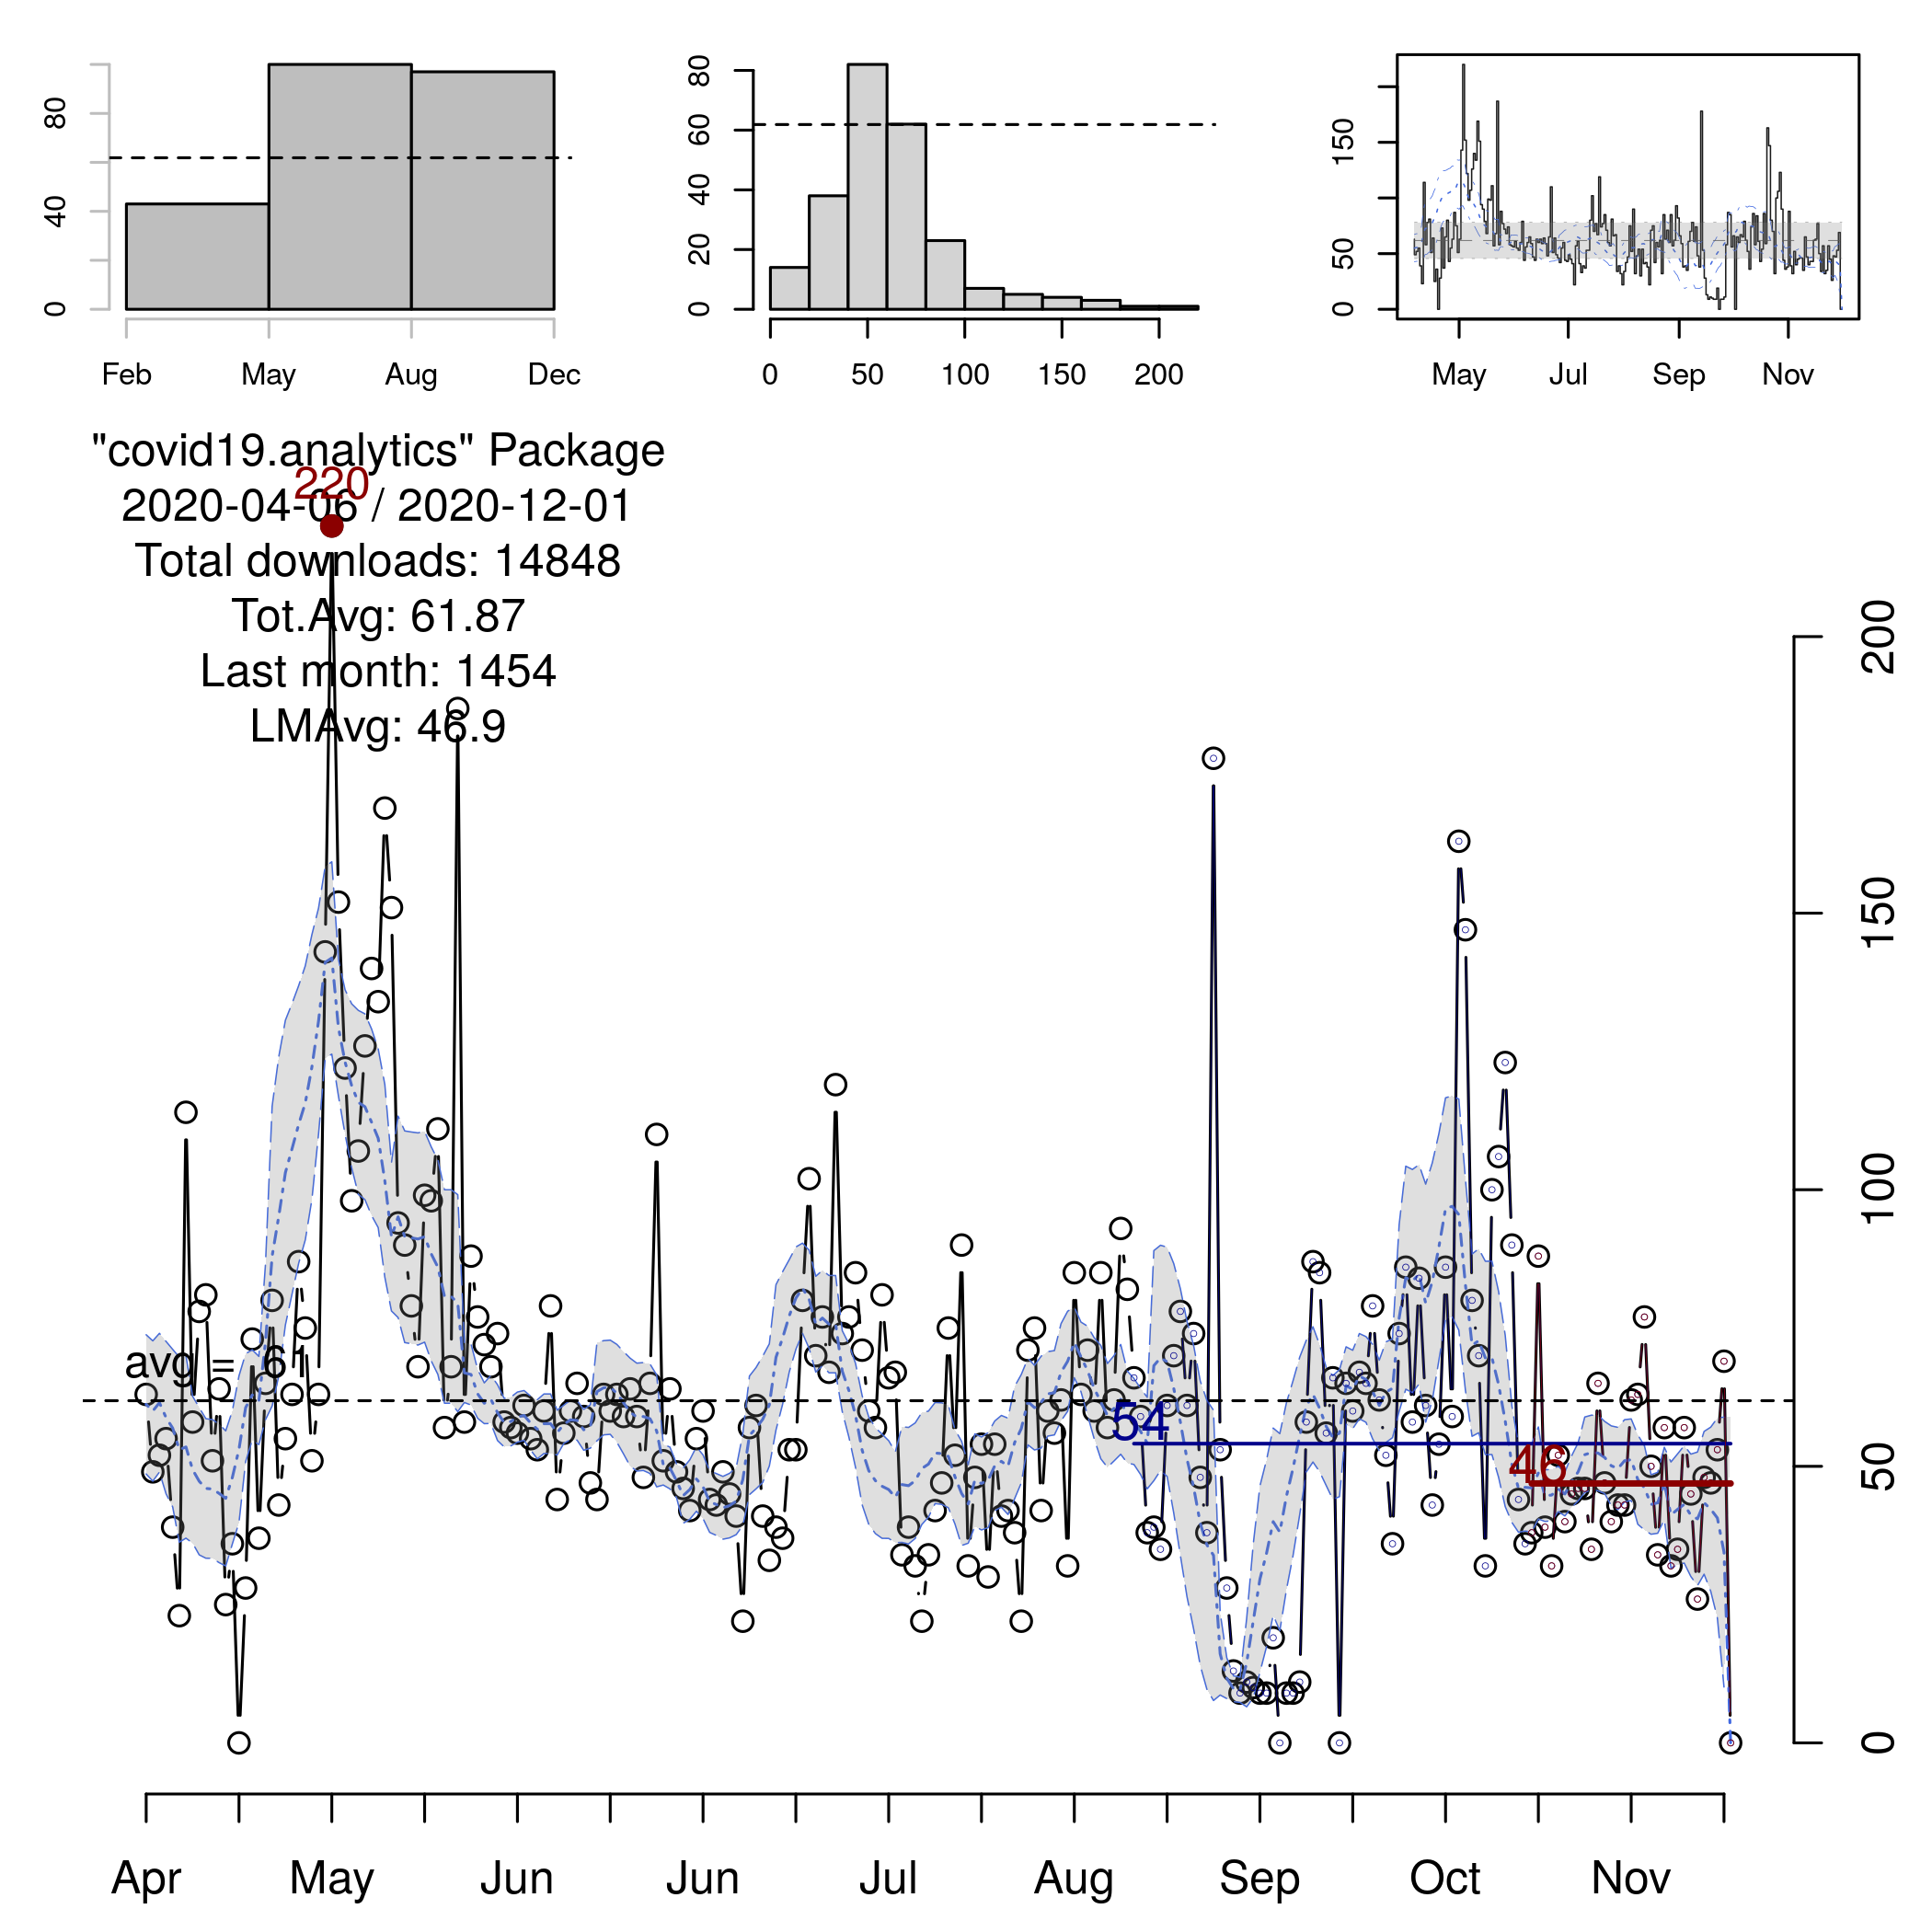 80
40
0
Feb May Aug Dec
80
60
40
20
0
0 50 100 150 200
150
50
0
May Jul Sep Nov
"covid19.analytics" Package
220
2020-04-06 / 2020-12-01
Total downloads: 14848
Tot.Avg: 61.87
Last month: 1454
LMAvg: 46.9
avg = 61
54
46
200
150
100
50
0
Apr May Jun Jun Jul Aug Sep Oct Nov